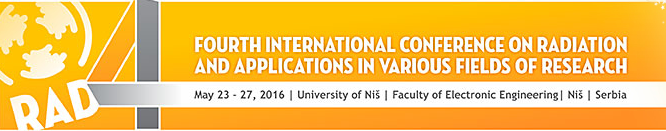 FOURTH INTERNATIONAL CONFERENCE ON RADIATION
AND APPLICATIONS IN VARIOUS FIELDS OF RESEARCH
RAD
May 23 - 27, 2016 | University of Niš | Faculty of Electronic Engineering| Niš | Serbia